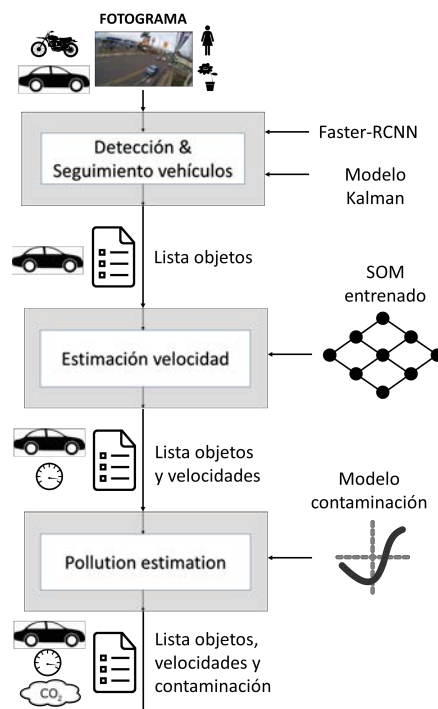 FOTOGRAMA
Detección &
Seguimiento vehículos
Faster-RCNN
Modelo
Kalman
Lista objetos
SOM
entrenado
Estimación velocidad
Lista objetos
y velocidades
Modelo
contaminación
Pollution estimation
Lista objetos,
velocidades y
contaminación
CO2